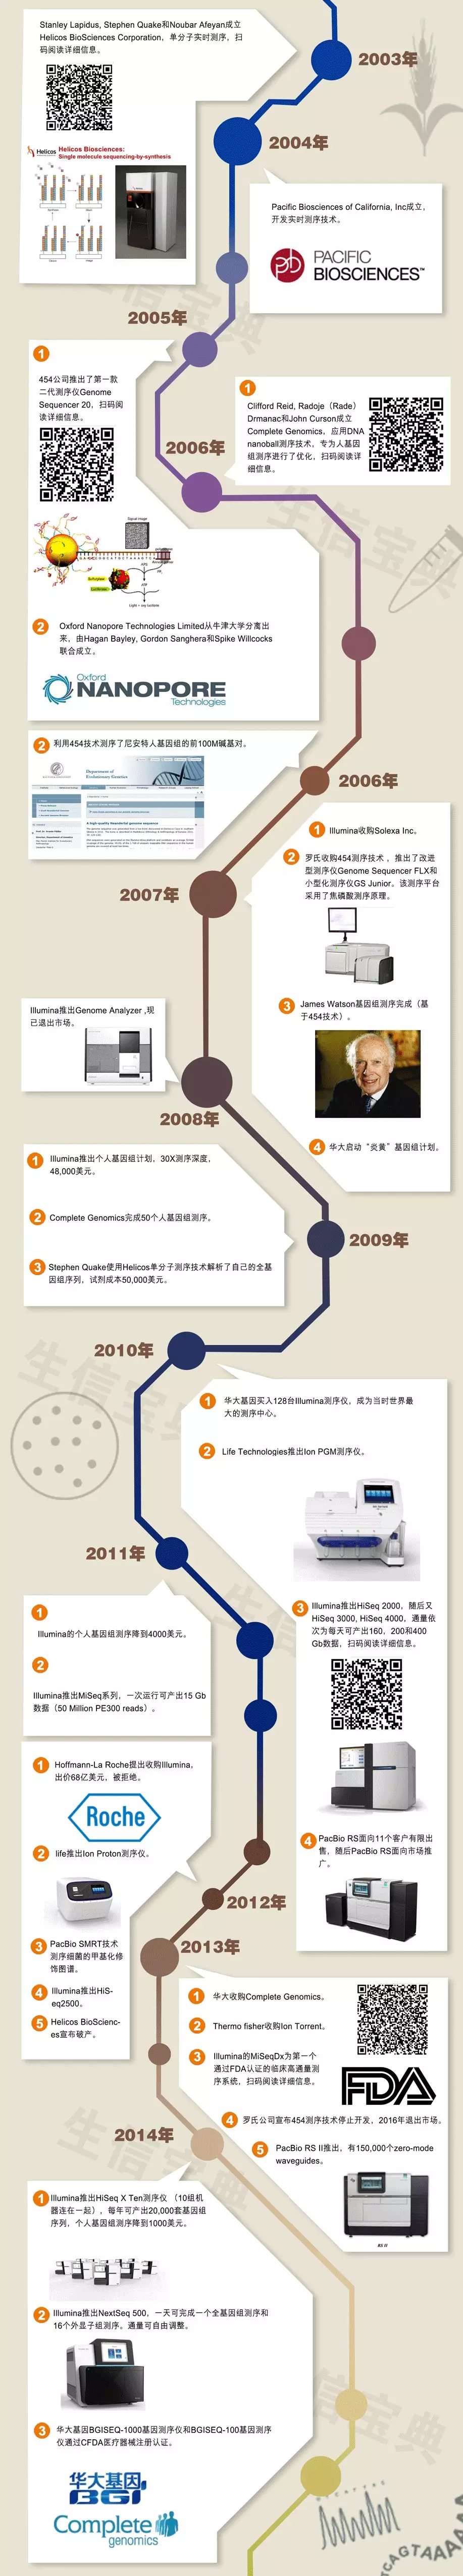 Stanley Lapidus, Stephen Quake和Noubar Afeyan成立
Helicos BioSciences Corporation，单分子实时测序，扫
码阅读详细信息。
2003年
Helicos
Helicos Biosciences:
Single molecule sequencing-by-synthesis
2004年
Pacific Biosciences of California, Inc成立，
开发实时测序技术。
PACIFIC
BIOSCIENCES™
2005年
1
454公司推出了第一款
二代测序仪Genome
Sequencer 20，扫码阅
读详细信息。
1
Clifford Reid, Radoje（Rade）
Drmanac和John Curson成立
Complete Genomics，应用DNA
nanoball测序技术，专为人基因
组测序进行了优化，扫码阅读详
细信息。
2006年
Signal image
Sulfurylase
Luciferase
Light + oxy luciferin
2
Oxford Nanopore Technologies Limited从牛津大学分离出
来，由Hagan Bayley, Gordon Sanghera和Spike Willcocks
联合成立。
Oxford
NANOPORE
Technologies
2
利用454技术测序了尼安特人基因组的前100M碱基对。
Department of
Evolutionary Genetics
A high-quality Neandertal genome sequence
2006年
1
Illumina收购Solexa Inc。
2
罗氏收购454测序技术，推出了改进
型测序仪Genome Sequencer FLX和
小型化测序仪GS Junior。该测序平台
采用了焦磷酸测序原理。
2007年
3
James Watson基因组测序完成（基
于454技术）。
Illumina推出Genome Analyzer ,现
已退出市场。
4
华大启动“炎黄”基因组计划。
2008年
1
Illumina推出个人基因组计划，30X测序深度，
48,000美元。
2
Complete Genomics完成50个人基因组测序。
3
Stephen Quake使用Helicos单分子测序技术解析了自己的全基
因组序列，试剂成本50,000美元。
2009年
2010年
1
华大基因买入128台Illumina测序仪，成为当时世界最
大的测序中心。
2
Life Technologies推出Ion PGM测序仪。
2011年
3
Illumina推出HiSeq 2000，随后又
HiSeq 3000, HiSeq 4000，通量依
次为每天可产出160，200和400
Gb数据，扫码阅读详细信息。
1
Illumina的个人基因组测序降到4000美元。
2
Illumina推出MiSeq系列，一次运行可产出15 Gb
数据（50 Million PE300 reads）。
1
Hoffmann-La Roche提出收购Illumina，
出价68亿美元，被拒绝。
Roche
2
life推出Ion Proton测序仪。
4
PacBio RS面向11个客户有限出
售，随后PacBio RS面向市场推
广。
2012年
3
PacBio SMRT技术
测序细菌的甲基化修
饰图谱。
4
Illumina推出HiS-
eq2500。
5
Helicos BioScienc-
es宣布破产。
2013年
1
华大收购Complete Genomics。
2
Thermo fisher收购Ion Torrent。
3
Illumina的MiSeqDx为第一个
通过FDA认证的临床高通量测
序系统，扫码阅读详细信息。
FDA
4
罗氏公司宣布454测序技术停止开发，2016年退出市场。
5
PacBio RS II推出，有150,000个zero-mode
waveguides。
RS II
2014年
1
Illumina推出HiSeq X Ten测序仪 （10组机
器连在一起），每年可产出20,000套基因组
序列，个人基因组测序降到1000美元。
2
Illumina推出NextSeq 500，一天可完成一个全基因组测序和
16个外显子组测序。通量可自由调整。
3
华大基因BGISEQ-1000基因测序仪和BGISEQ-100基因测序
仪通过CFDA医疗器械注册认证。
华大基因
BGI
Complete
genomics
CAGTAAAA
生信宝典
生信宝典
生信宝典